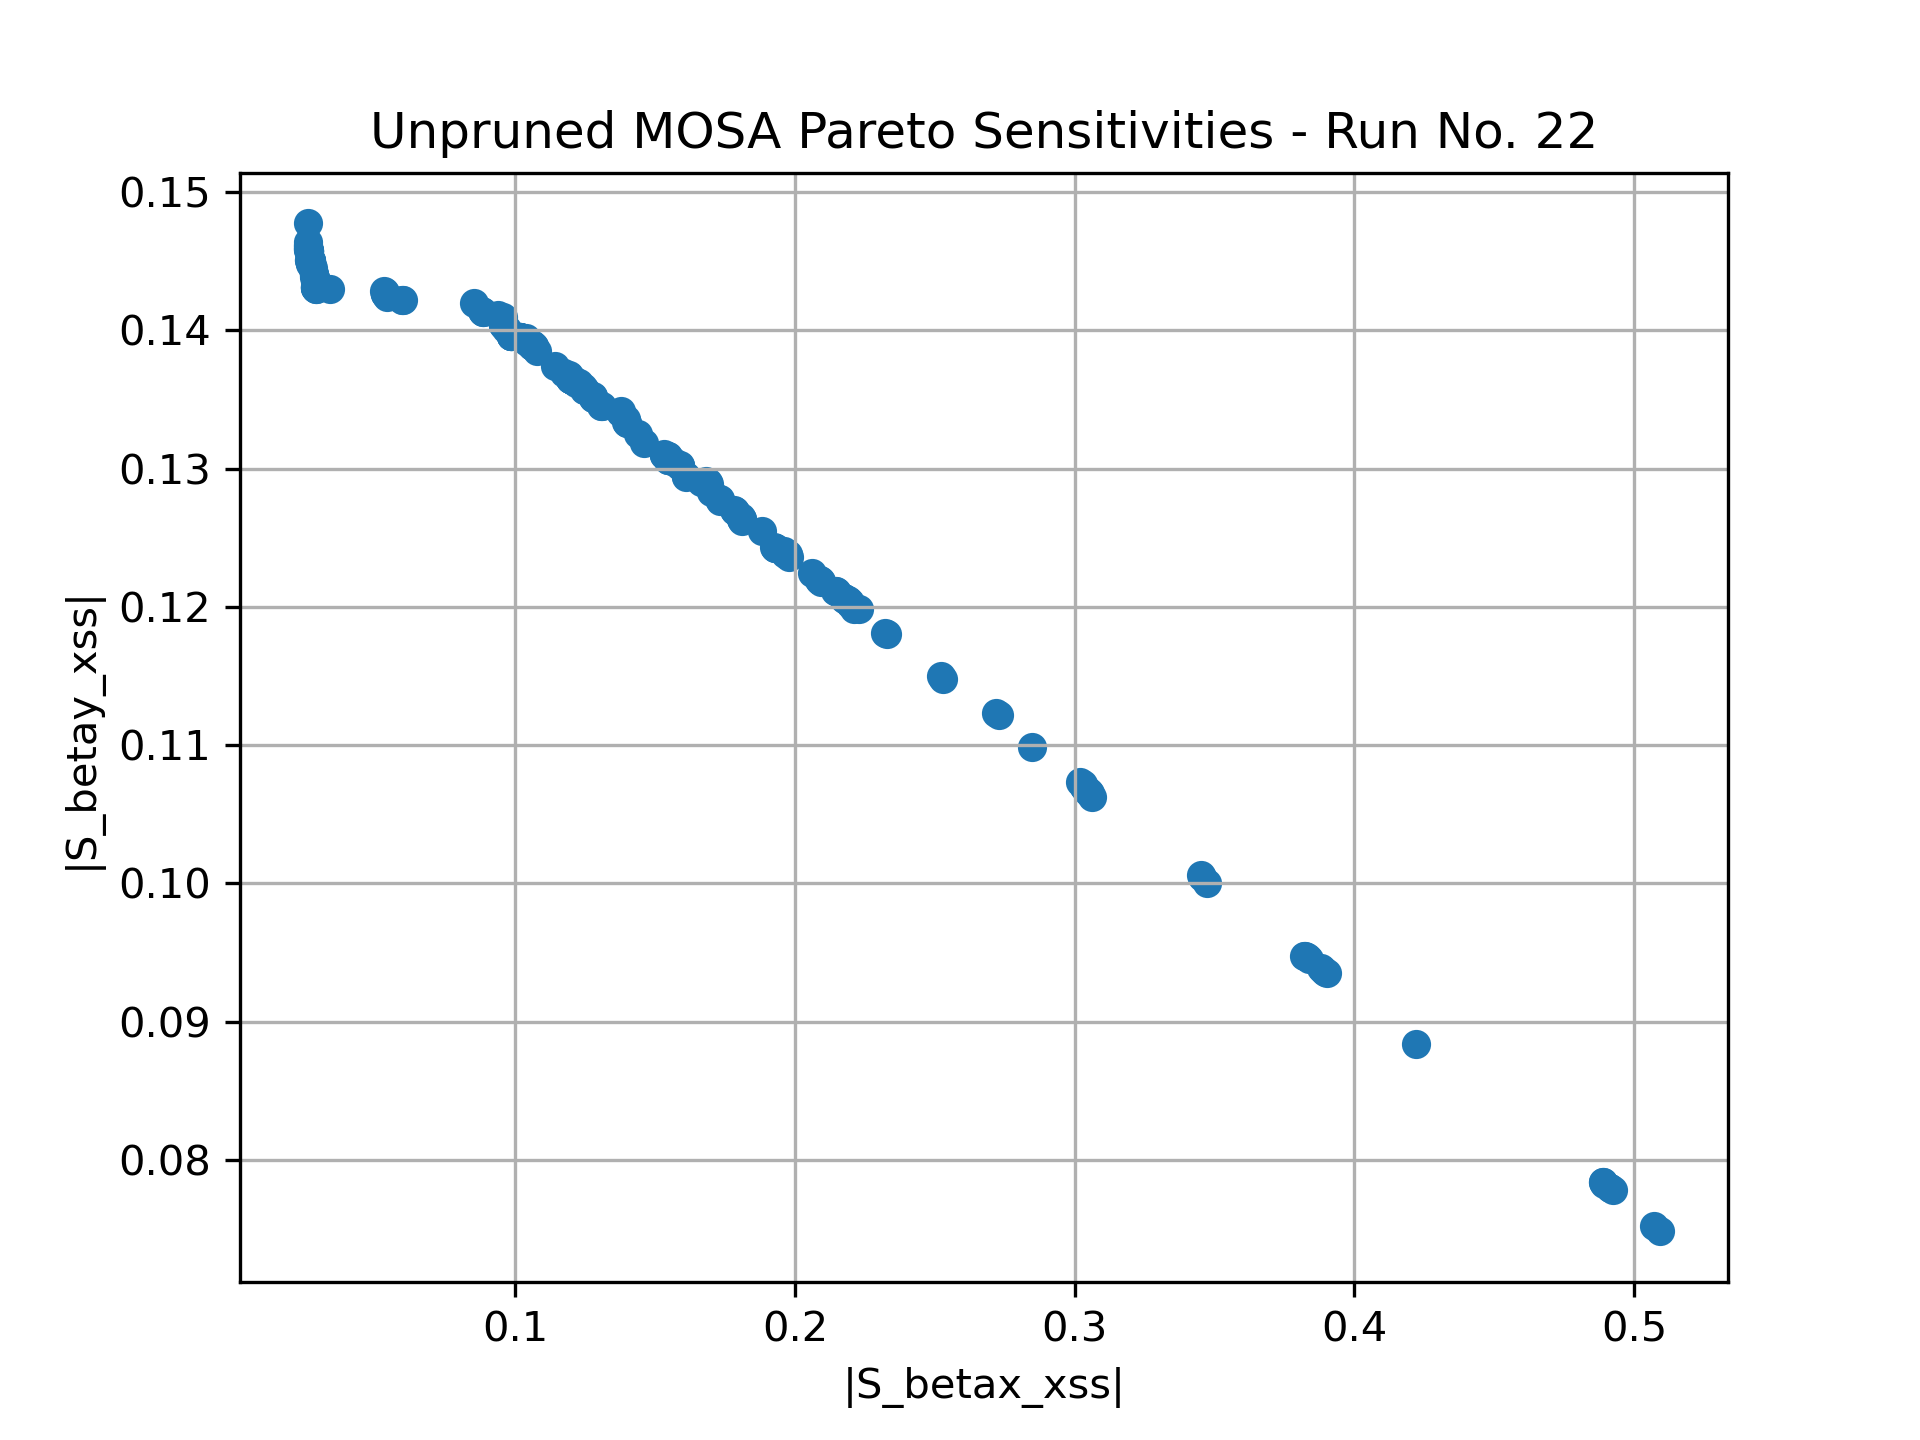 Unpruned MOSA Pareto Sensitivities - Run No. 22
|S_betay_xss|
0.15
0.14
0.13
0.12
0.11
0.10
0.09
0.08
0.1 0.2 0.3 0.4 0.5
|S_betax_xss|